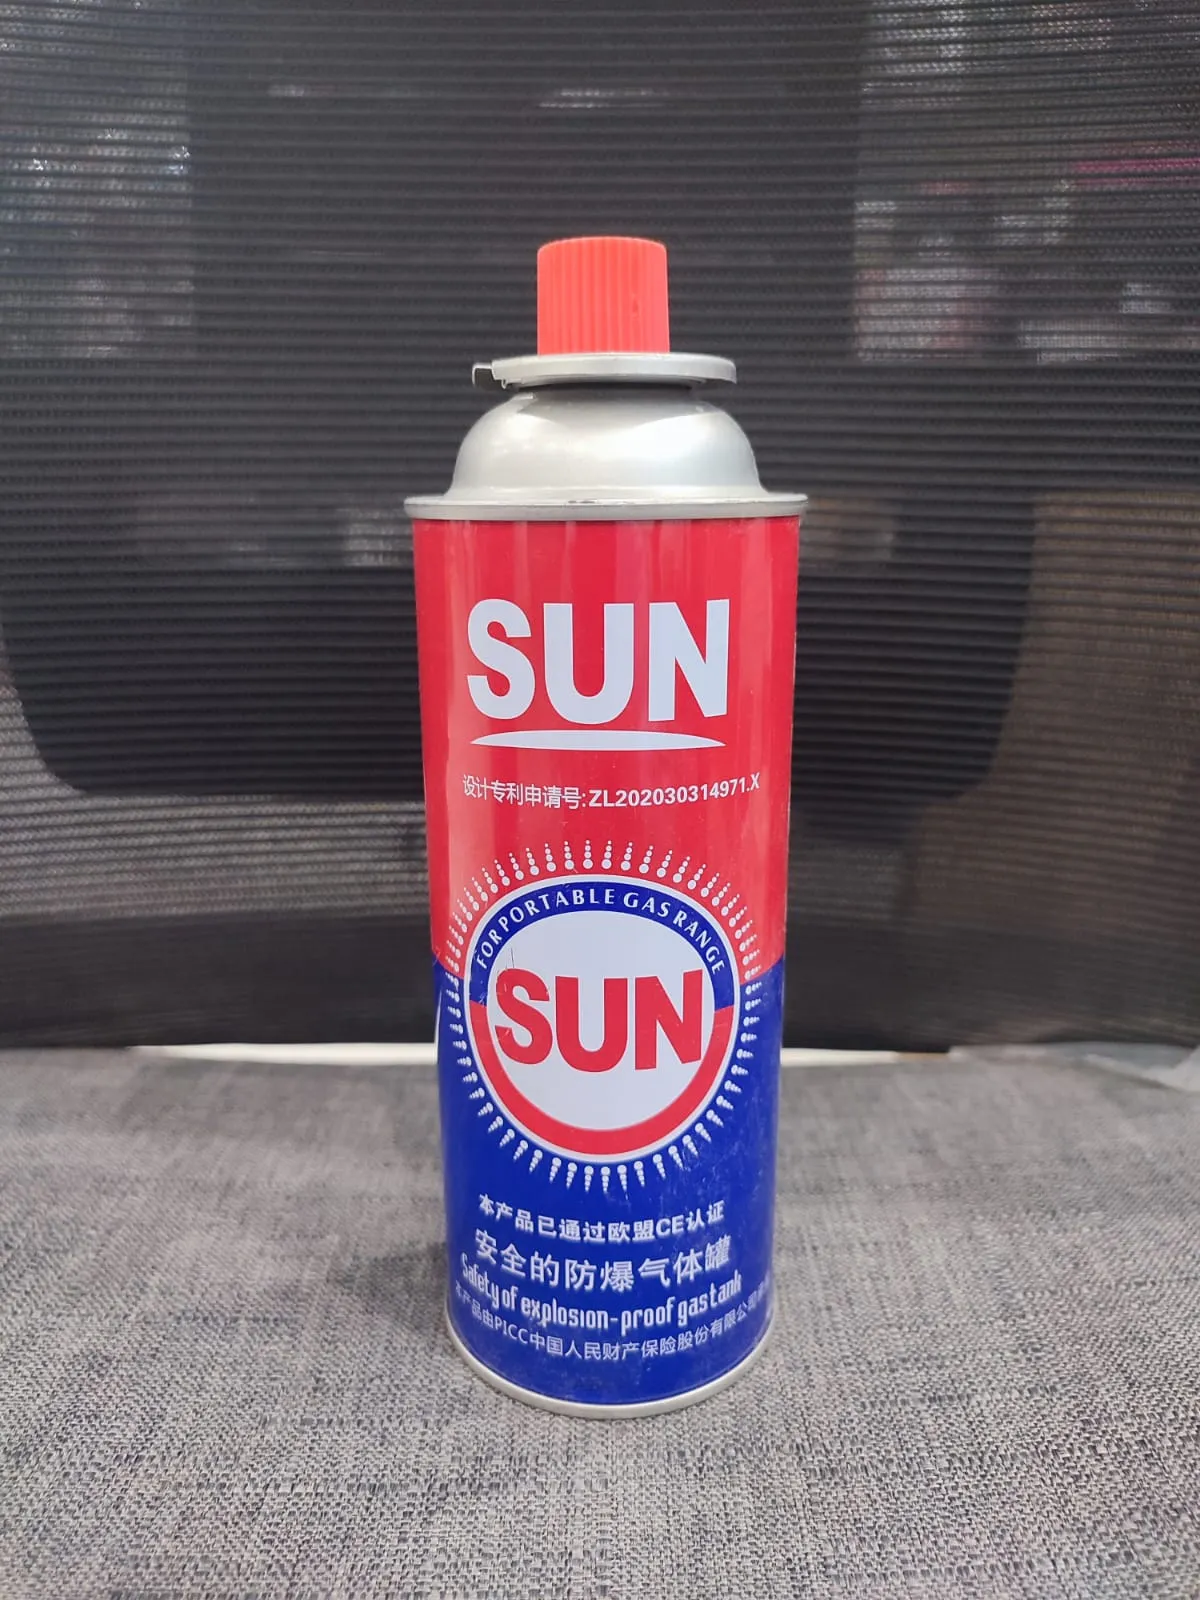 SUN
设计专利申请号:ZL202030314971.X
FOR PORTABLE GAS RANGE
SUN
本产品已通过欧盟CE认证
安全的防爆气体罐
Safety of explosion-proof gas tank
本产品由PICC中国人民财产保险股份有限公司